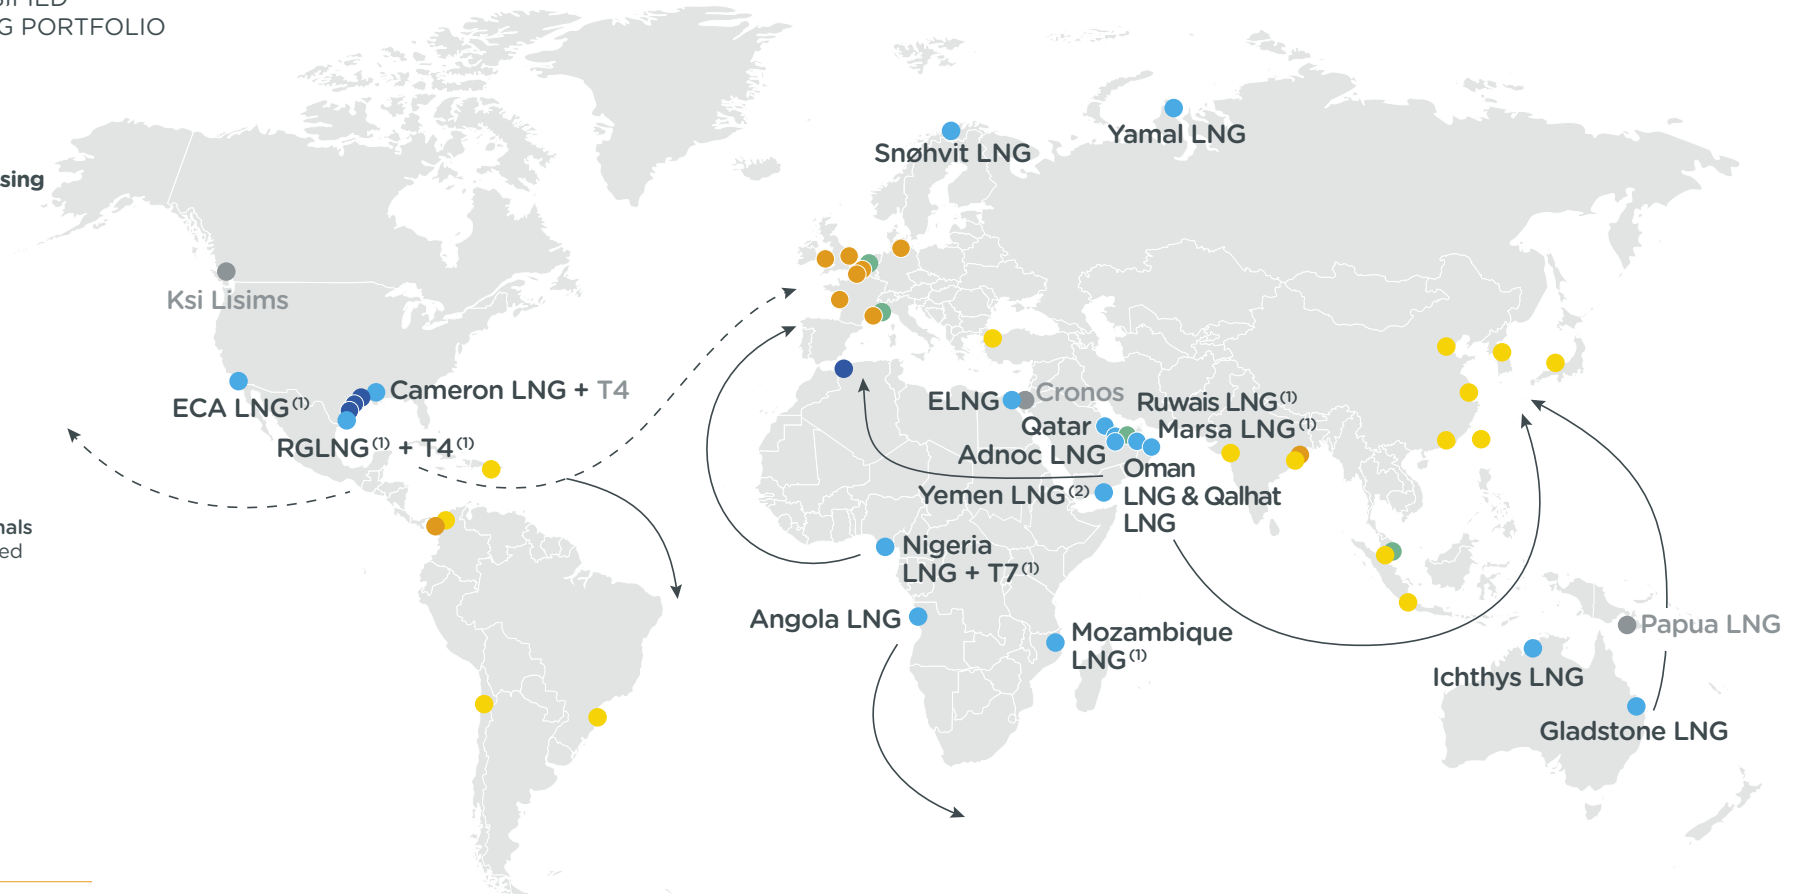 G PORTFOLIO
Yamal LNG
Snøhvit LNG
sing
Ksi Lisims
Cameron LNG + T4
ECA LNG(1)
RGLNG(1) + T4(1)
ELNG
Cronos
Ruwais LNG(1)
Qatar
Marsa LNG(1)
Adnoc LNG
Oman
LNG & Qalhat
LNG
Yemen LNG(2)
nals
ed
Nigeria
LNG + T7(1)
Angola LNG
Mozambique
LNG(1)
Papua LNG
Ichthys LNG
Gladstone LNG